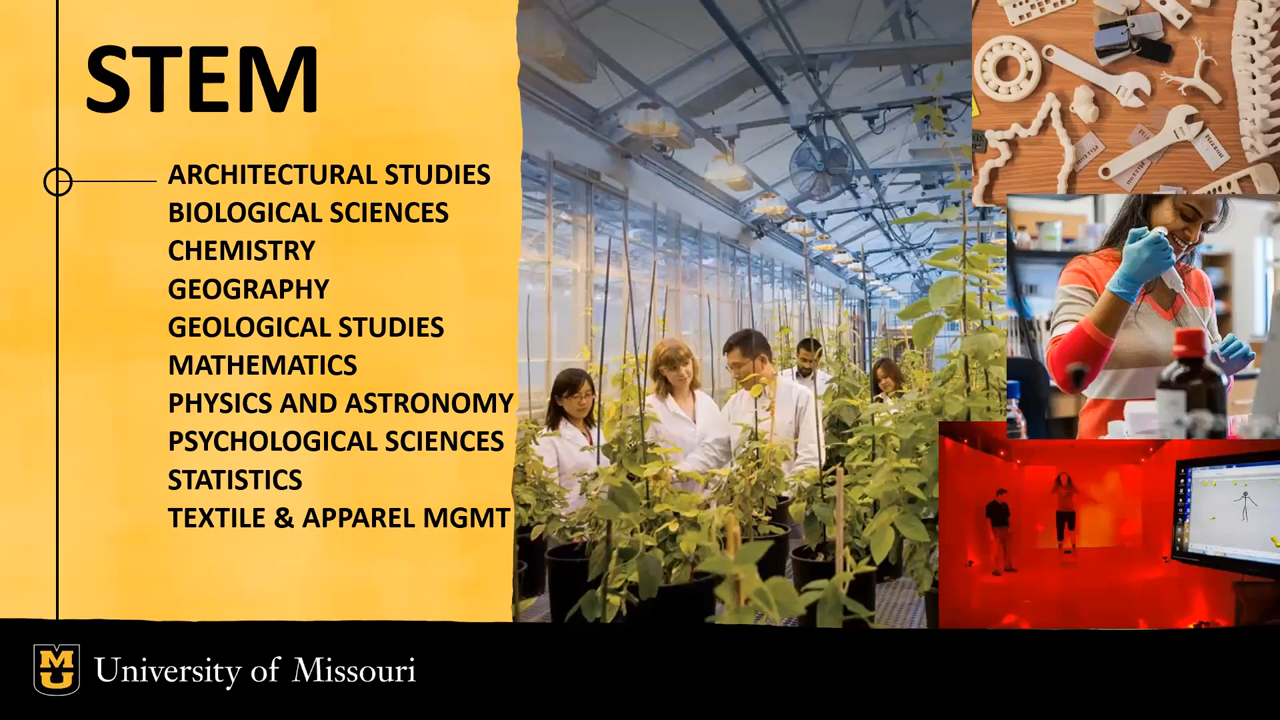 STEM
ARCHITECTURAL STUDIES
BIOLOGICAL SCIENCES
CHEMISTRY
GEOGRAPHY
GEOLOGICAL STUDIES
MATHEMATICS
PHYSICS AND ASTRONOMY
PSYCHOLOGICAL SCIENCES
STATISTICS
TEXTILE & APPAREL MGMT
MU
University of Missouri